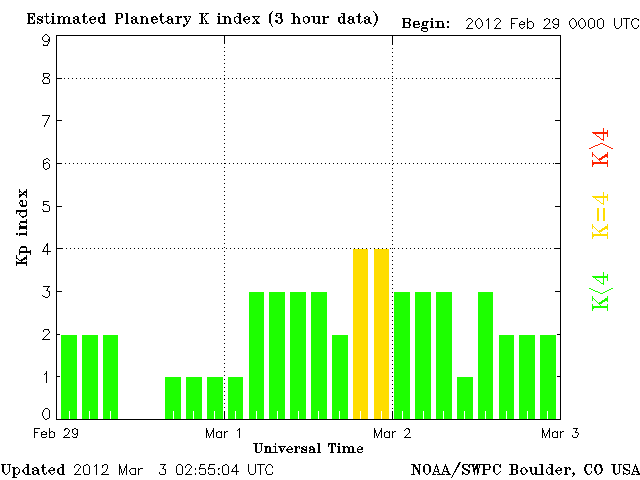 Estimated Planetary K index (3 hour data) Begin: 2012 Feb 29 0000 UTC
9
8
7
6
5
4
3
2
1
0
Kp index
K>4
K=4
K<4
Feb 29 Mar 1 Mar 2 Mar 3
Universal Time
Updated 2012 Mar 3 02:55:04 UTC NOAA/SWPC Boulder, CO USA